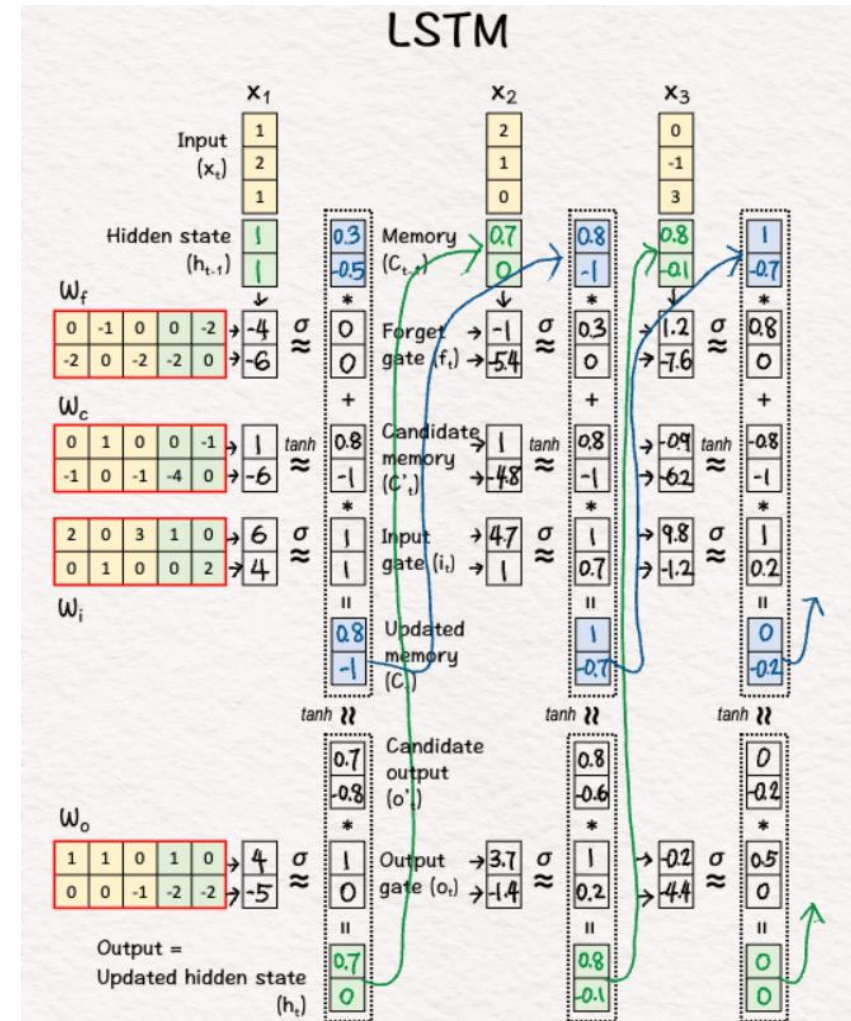 LSTM
x₁ x₂ x₃
Input (xₜ)
1 2 0
2 1 -1
1 0 3
Hidden state (hₜ₋₁)
Memory (Cₜ₋₁)
1 0.3 0.7 0.8 0.8 1
1 -0.5 0 -1 -0.1 -0.7
↓ * ↓ * ↓ *
W_f
Forget gate (fₜ)
0 -1 0 0 -2 → -4 σ ≈ 0 → -1 σ ≈ 0.3 → 1.2 σ ≈ 0.8
-2 0 -2 -2 0 → -6 0 → -5.4 0 → -7.6 0
+ + +
W_c
Candidate memory (C'ₜ)
0 1 0 0 -1 → 1 tanh ≈ 0.8 → 1 tanh ≈ 0.8 → -0.9 tanh ≈ -0.8
-1 0 -1 -4 0 → -6 -1 → -4.8 -1 → -6.2 -1
* * *
Input gate (iₜ)
2 0 3 1 0 → 6 σ ≈ 1 → 4.7 σ ≈ 1 → 9.8 σ ≈ 1
0 1 0 0 2 → 4 1 → 1 0.7 → -1.2 0.2
W_i
= = =
Updated memory (Cₜ)
0.8 1 0
-1 -0.7 -0.2
tanh ≈ tanh ≈ tanh ≈
Candidate output (o'ₜ)
0.7 0.8 0
-0.8 -0.6 -0.2
* * *
W_o
Output gate (oₜ)
1 1 0 1 0 → 4 σ ≈ 1 → 3.7 σ ≈ 1 → -0.2 σ ≈ 0.5
0 0 -1 -2 -2 → -5 0 → -1.4 0.2 → -4.4 0
= = =
Output =
Updated hidden state
(hₜ)
0.7 0.8 0
0 -0.1 0